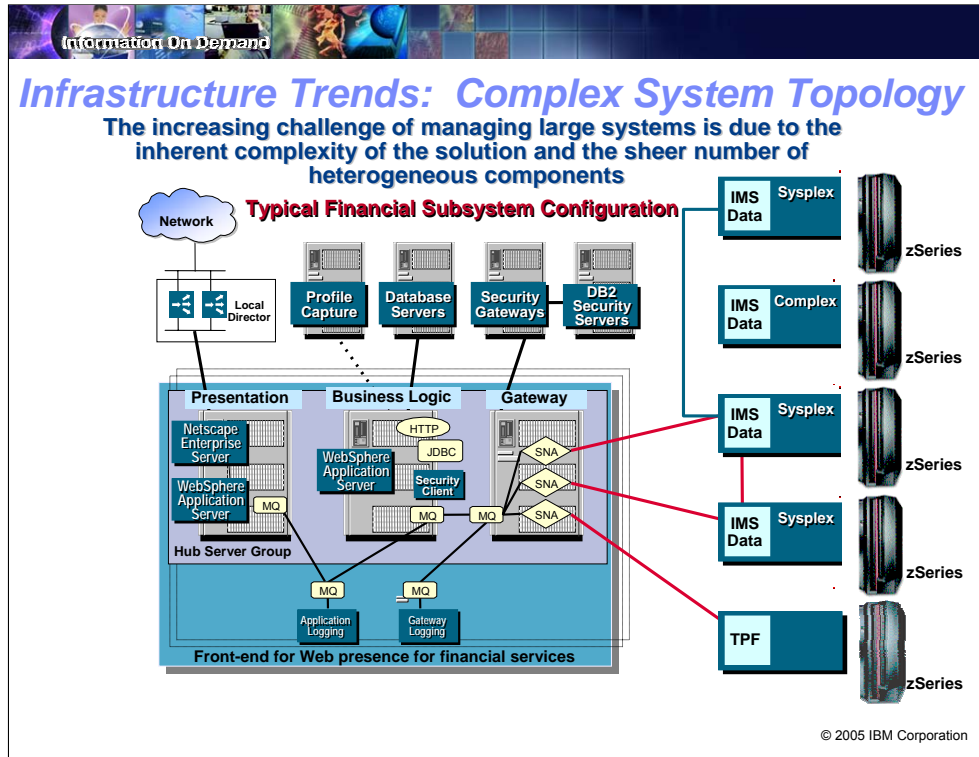 Information On Demand
Infrastructure Trends: Complex System Topology
The increasing challenge of managing large systems is due to the
inherent complexity of the solution and the sheer number of
heterogeneous components
Typical Financial Subsystem Configuration
Network
Local
Director
Profile
Capture
Database
Servers
Security
Gateways
DB2
Security
Servers
Presentation
Business Logic
Gateway
Netscape
Enterprise
Server
WebSphere
Application
Server
MQ
Hub Server Group
HTTP
JDBC
WebSphere
Application
Server
Security
Client
MQ
MQ
SNA
SNA
SNA
MQ
Application
Logging
MQ
Gateway
Logging
Front-end for Web presence for financial services
IMS
Data
Sysplex
zSeries
IMS
Data
Complex
zSeries
IMS
Data
Sysplex
zSeries
IMS
Data
Sysplex
zSeries
TPF
zSeries
© 2005 IBM Corporation